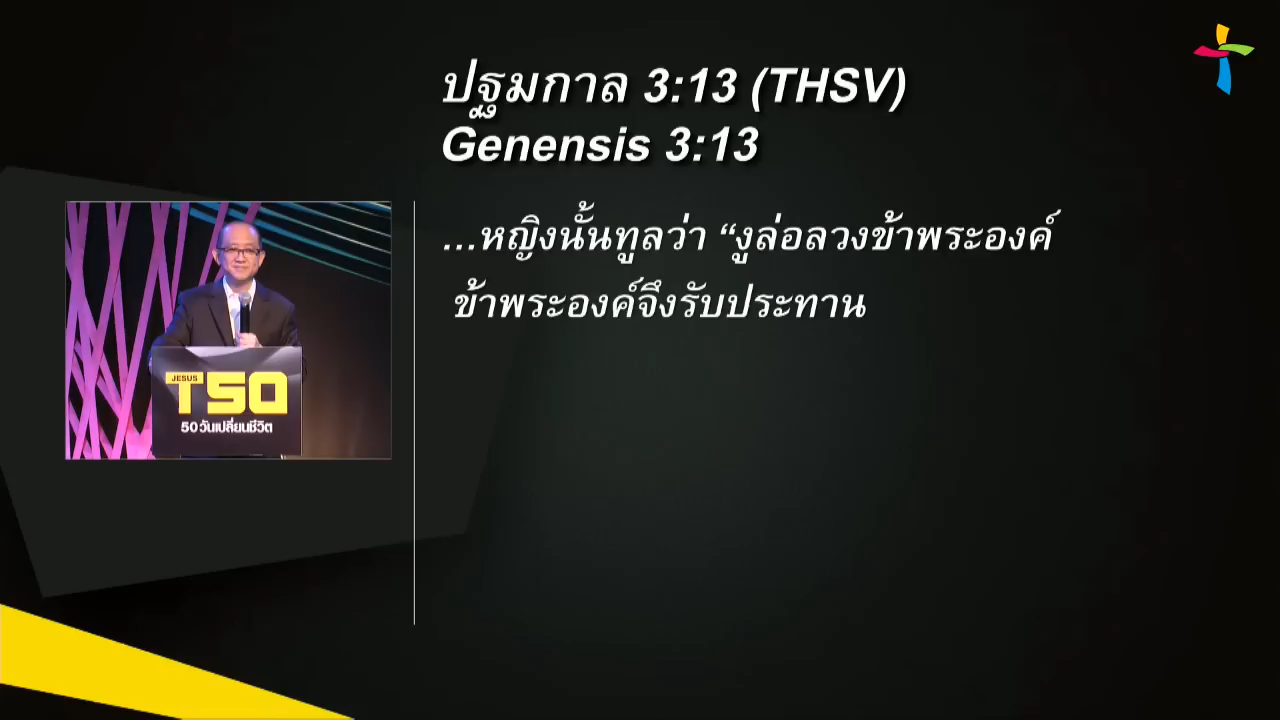 ปฐมกาล 3:13 (THSV)
Genensis 3:13
...หญิงนั้นทูลว่า “งูล่อลวงข้าพระองค์
ข้าพระองค์จึงรับประทาน
JESUS
T50
50 วันเปลี่ยนชีวิต